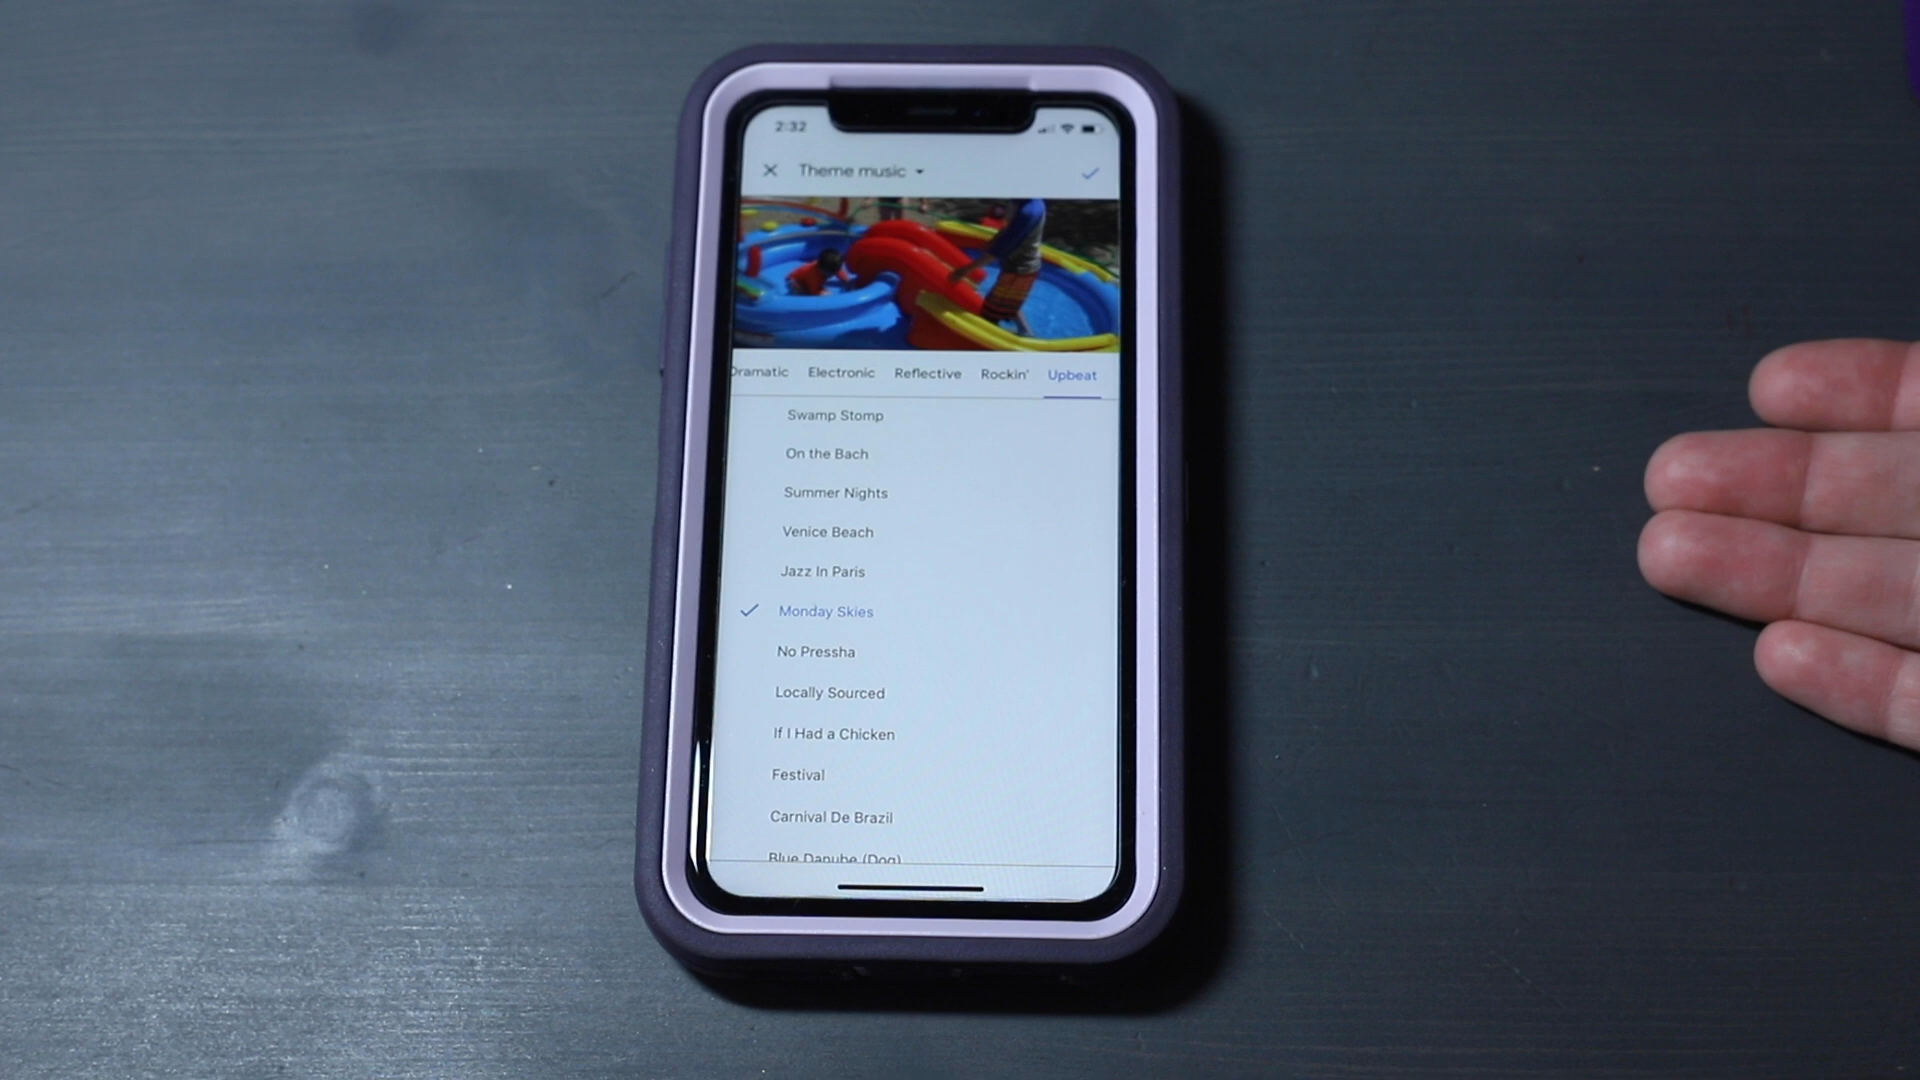 2:32
Theme music
Dramatic Electronic Reflective Rockin' Upbeat
Swamp Stomp
On the Bach
Summer Nights
Venice Beach
Jazz In Paris
Monday Skies
No Pressha
Locally Sourced
If I Had a Chicken
Festival
Carnival De Brazil
Blue Danube (Dog)